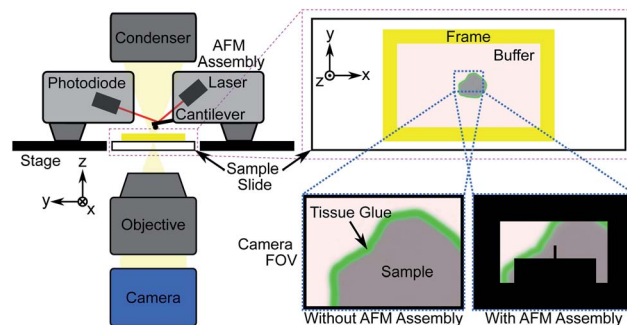 Condenser
AFM
Assembly
Photodiode
Laser
Cantilever
Stage
Sample
Slide
z
y
x
Objective
Camera
Frame
Buffer
y
z
x
Camera
FOV
Tissue Glue
Sample
Without AFM Assembly
With AFM Assembly